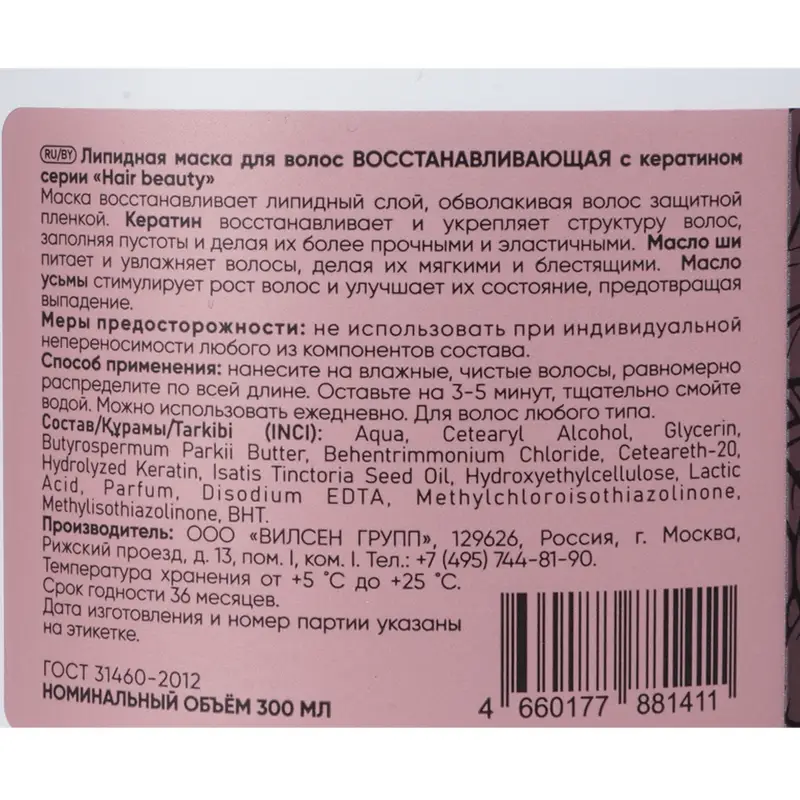 RU/BY Липидная маска для волос ВОССТАНАВЛИВАЮЩАЯ с кератином
серии «Hair beauty»
Маска восстанавливает липидный слой, обволакивая волос защитной
пленкой. Кератин восстанавливает и укрепляет структуру волос,
заполняя пустоты и делая их более прочными и эластичными. Масло ши
питает и увлажняет волосы, делая их мягкими и блестящими. Масло
усьмы стимулирует рост волос и улучшает их состояние, предотвращая
выпадение.
Меры предосторожности: не использовать при индивидуальной
непереносимости любого из компонентов состава.
Способ применения: нанесите на влажные, чистые волосы, равномерно
распределите по всей длине. Оставьте на 3-5 минут, тщательно смойте
водой. Можно использовать ежедневно. Для волос любого типа.
Состав/Құрамы/Tarkibi (INCI): Aqua, Cetearyl Alcohol, Glycerin,
Butyrospermum Parkii Butter, Behentrimmonium Chloride, Ceteareth-20,
Hydrolyzed Keratin, Isatis Tinctoria Seed Oil, Hydroxyethylcellulose, Lactic
Acid, Parfum, Disodium EDTA, Methylchloroisothiazolinone,
Methylisothiazolinone, BHT.
Производитель: ООО «ВИЛСЕН ГРУПП», 129626, Россия, г. Москва,
Рижский проезд, д. 13, пом. I, ком. I. Тел.: +7 (495) 744-81-90.
Температура хранения от +5 °С до +25 °С.
Срок годности 36 месяцев.
Дата изготовления и номер партии указаны
на этикетке.
ГОСТ 31460-2012
НОМИНАЛЬНЫЙ ОБЪЁМ 300 МЛ
4 660177 881411